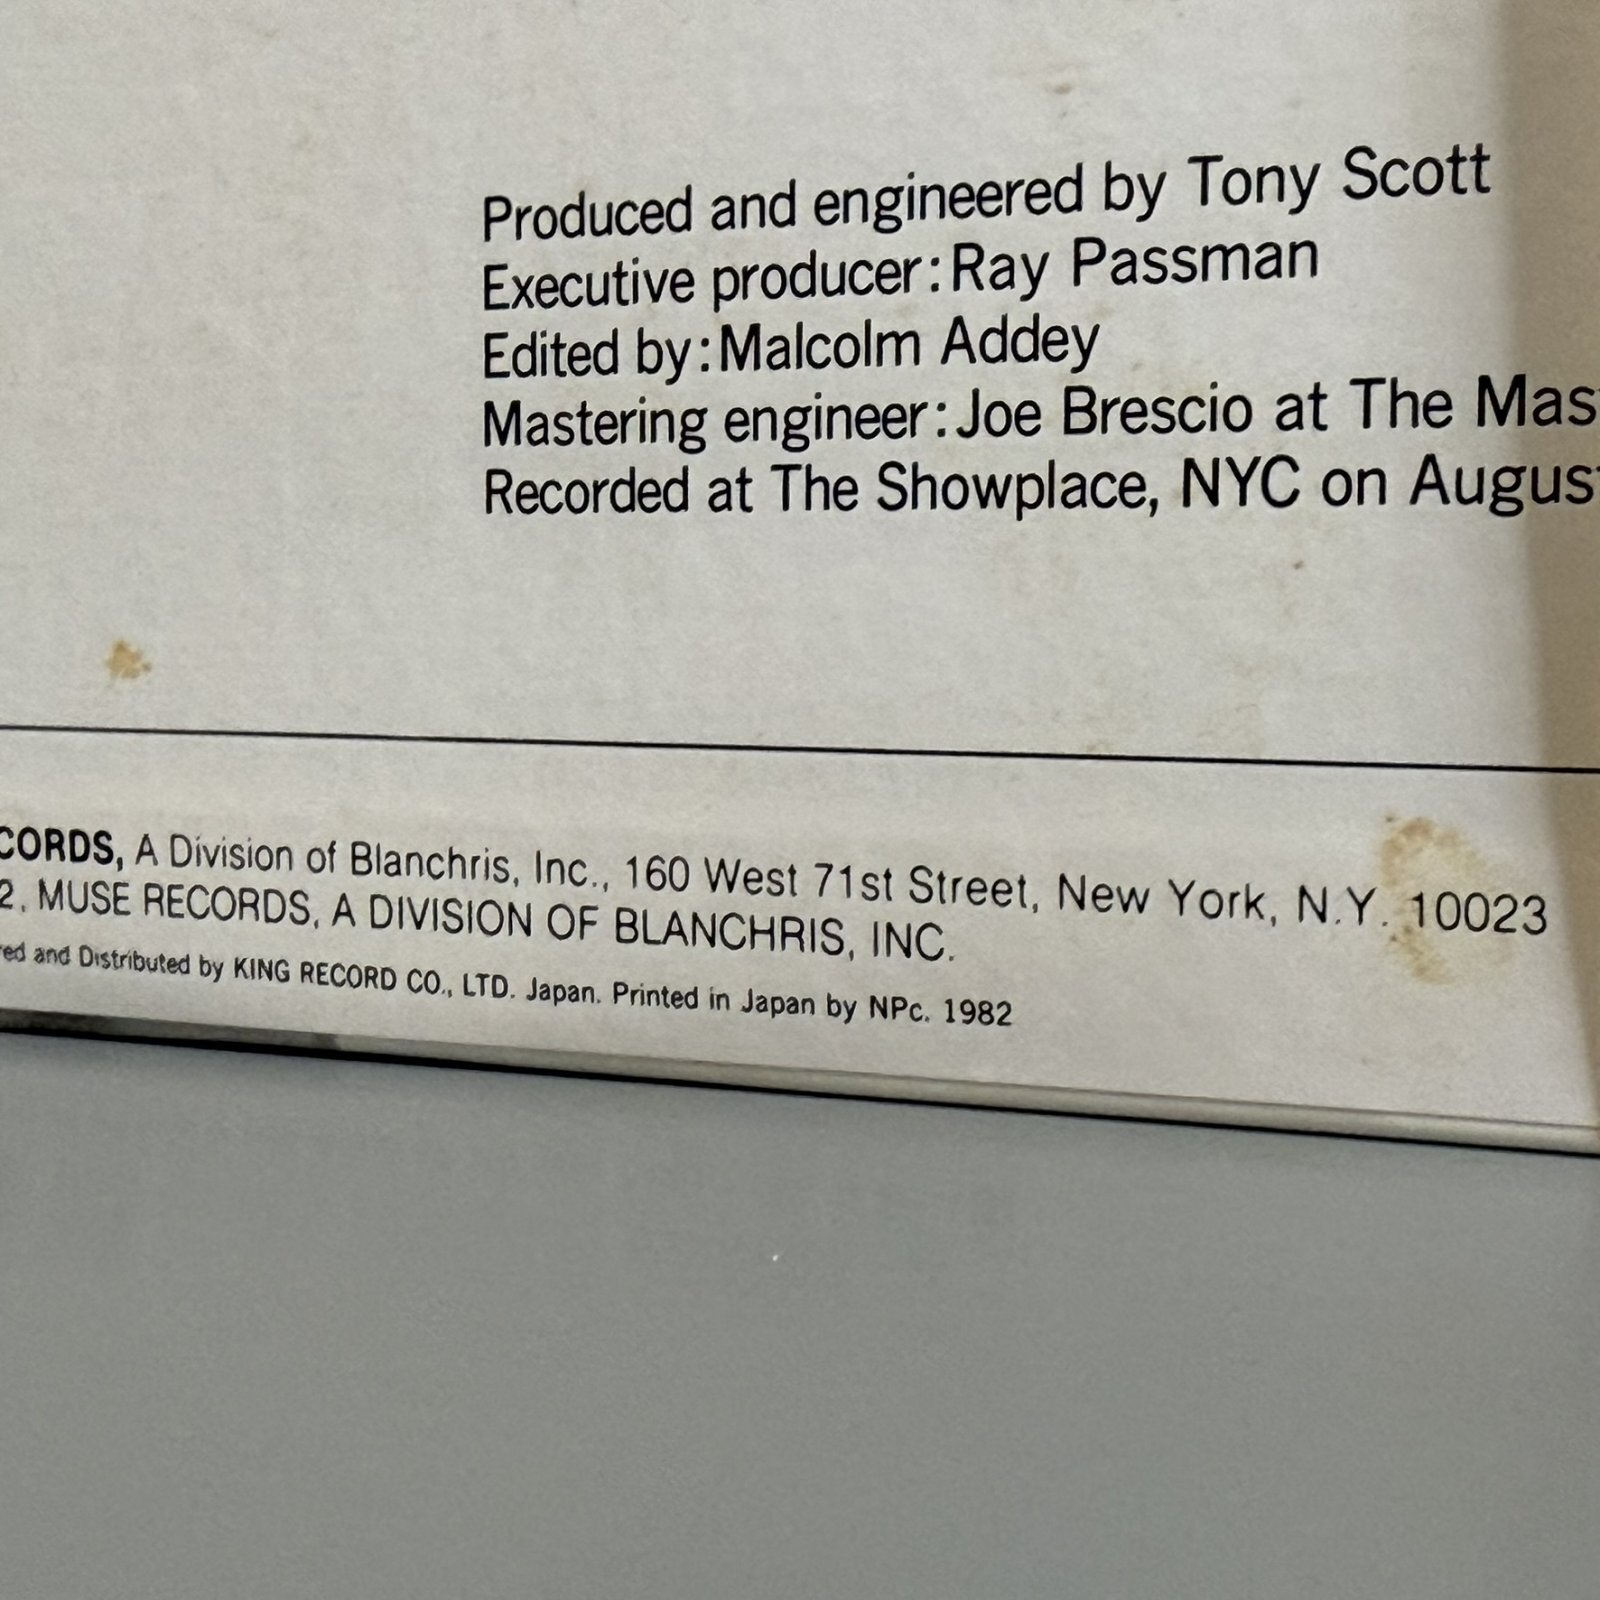 Produced and engineered by Tony Scott
Executive producer: Ray Passman
Edited by: Malcolm Addey
Mastering engineer: Joe Brescio at The Mas
Recorded at The Showplace, NYC on Augus
CORDS, A Division of Blanchris, Inc., 160 West 71st Street, New York, N.Y. 10023
2. MUSE RECORDS, A DIVISION OF BLANCHRIS, INC.
red and Distributed by KING RECORD CO., LTD. Japan. Printed in Japan by NPc. 1982